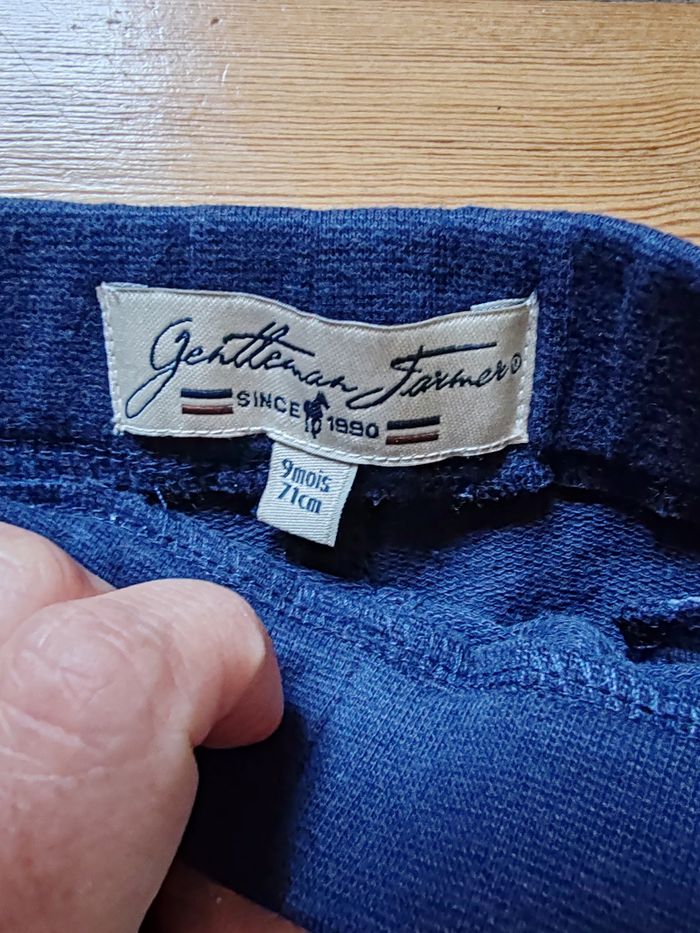 Gentleman Farmer®
SINCE 1990
9mois
71cm